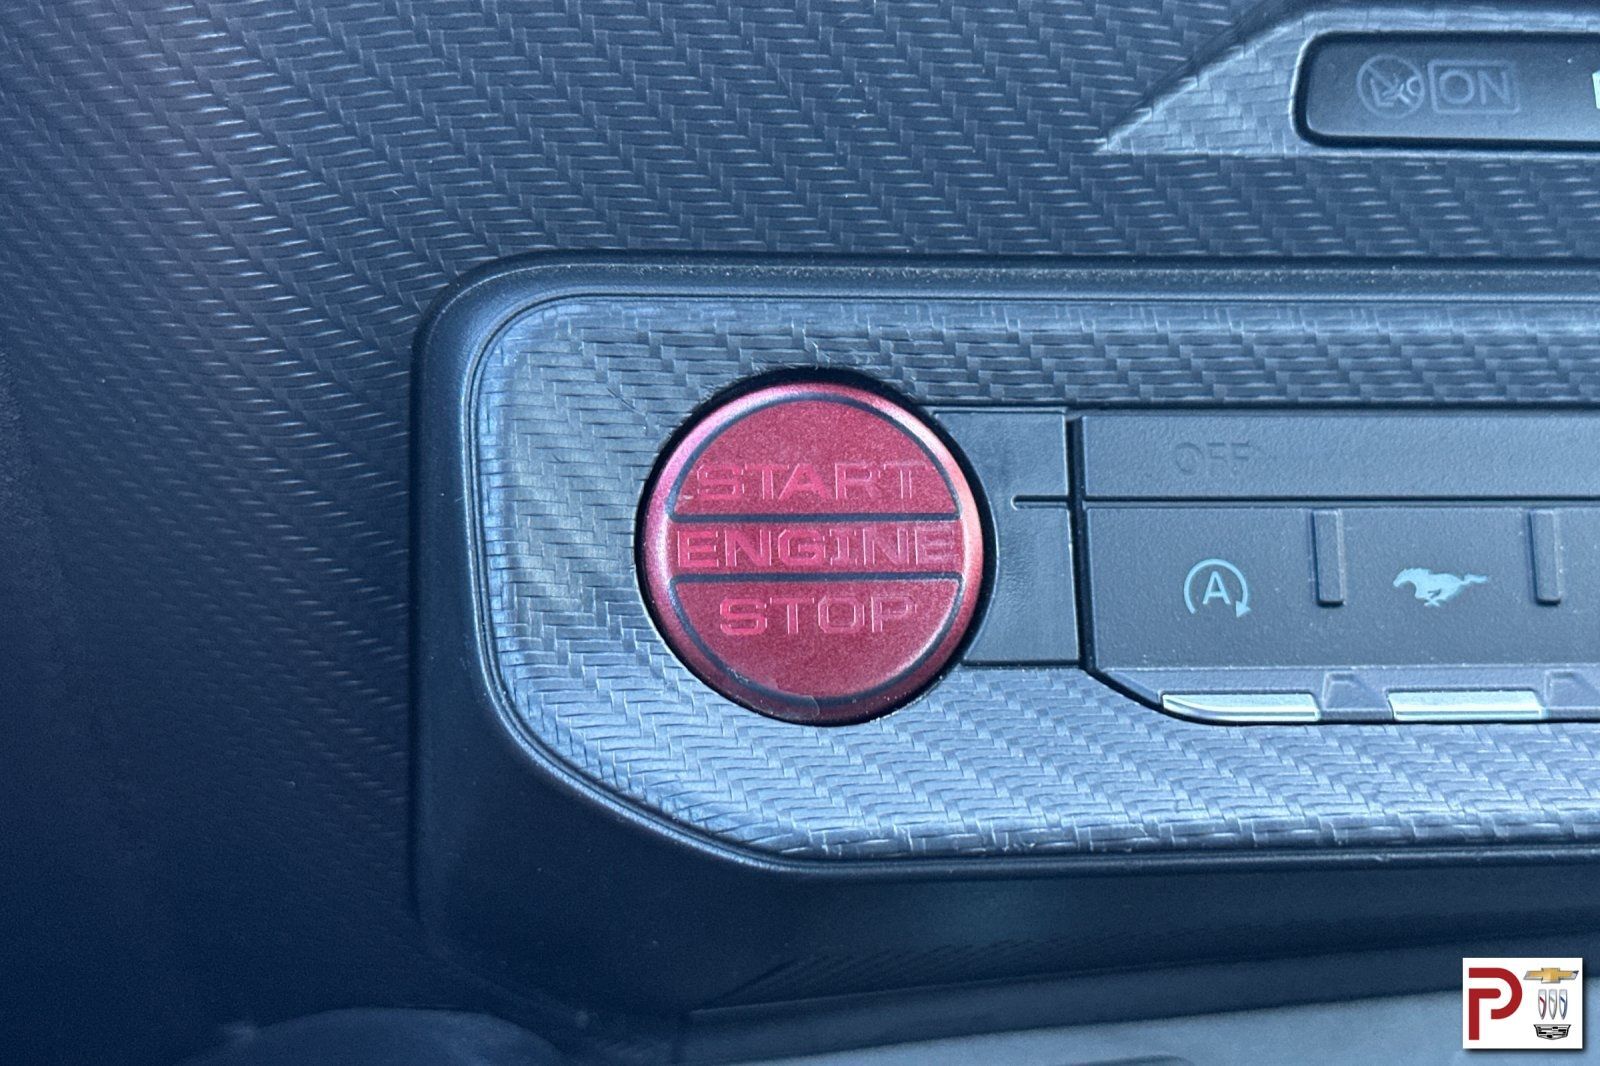 ON
START
ENGINE
STOP
OFF
A
P